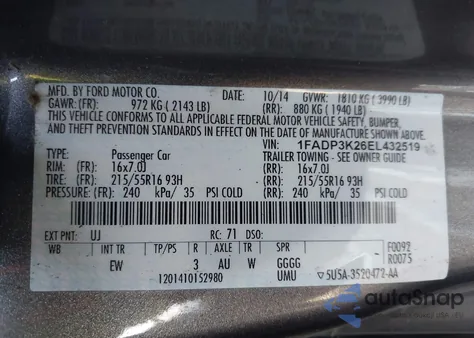 MFD. BY FORD MOTOR CO.
DATE: 10/14 GVWR: 1810 KG ( 3990 LB)
GAWR: (FR): 972 KG ( 2143 LB) (RR): 880 KG ( 1940 LB)
THIS VEHICLE CONFORMS TO ALL APPLICABLE FEDERAL MOTOR VEHICLE SAFETY, BUMPER,
AND THEFT PREVENTION STANDARDS IN EFFECT ON THE DATE OF MANUFACTURE SHOWN ABOVE.
VIN: 1FADP3K26EL432519
TYPE: Passenger Car TRAILER TOWING - SEE OWNER GUIDE
RIM: (FR): 16x7.0J (RR): 16x7.0J
TIRE: (FR): 215/55R16 93H (RR): 215/55R16 93H
PRESSURE: (FR): 240 kPa/ 35 PSI COLD (RR): 240 kPa/ 35 PSI COLD
EXT PNT: UJ RC: 71 DSO:
WB INT TR TP/PS R AXLE TR SPR
EW 3 AU W GGGG
F0092
R0075
1201410152980 UMU 5U5A-3520472-AA
autoSnap